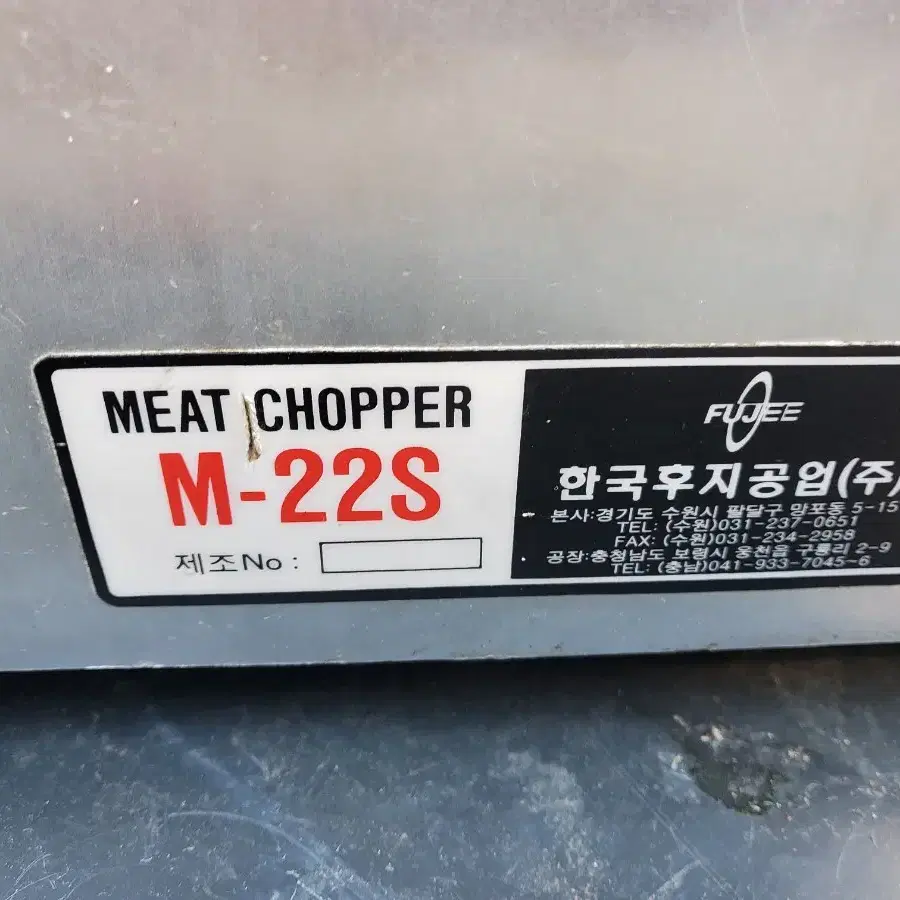 MEAT CHOPPER
M-22S
제조No :
FUJEE
한국후지공업(주)
본사:경기도 수원시 팔달구 망포동 5-15
TEL: (수원)031-237-0651
FAX: (수원)031-234-2958
공장:충청남도 보령시 웅천읍 구룡리 2-9
TEL: (충남)041-933-7045~6